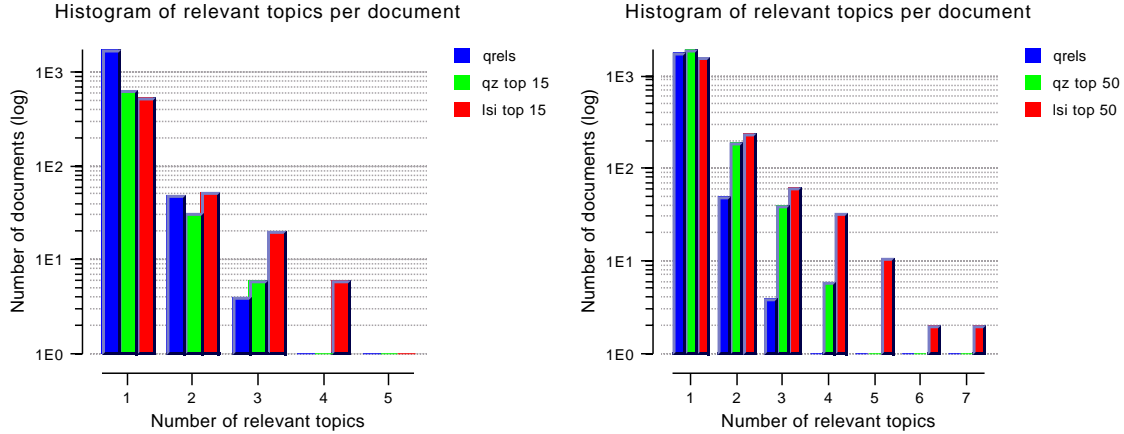 Histogram of relevant topics per document
qrels
qz top 15
lsi top 15
Number of documents (log)
1E3
1E2
1E1
1E0
1 2 3 4 5
Number of relevant topics
Histogram of relevant topics per document
qrels
qz top 50
lsi top 50
Number of documents (log)
1E3
1E2
1E1
1E0
1 2 3 4 5 6 7
Number of relevant topics